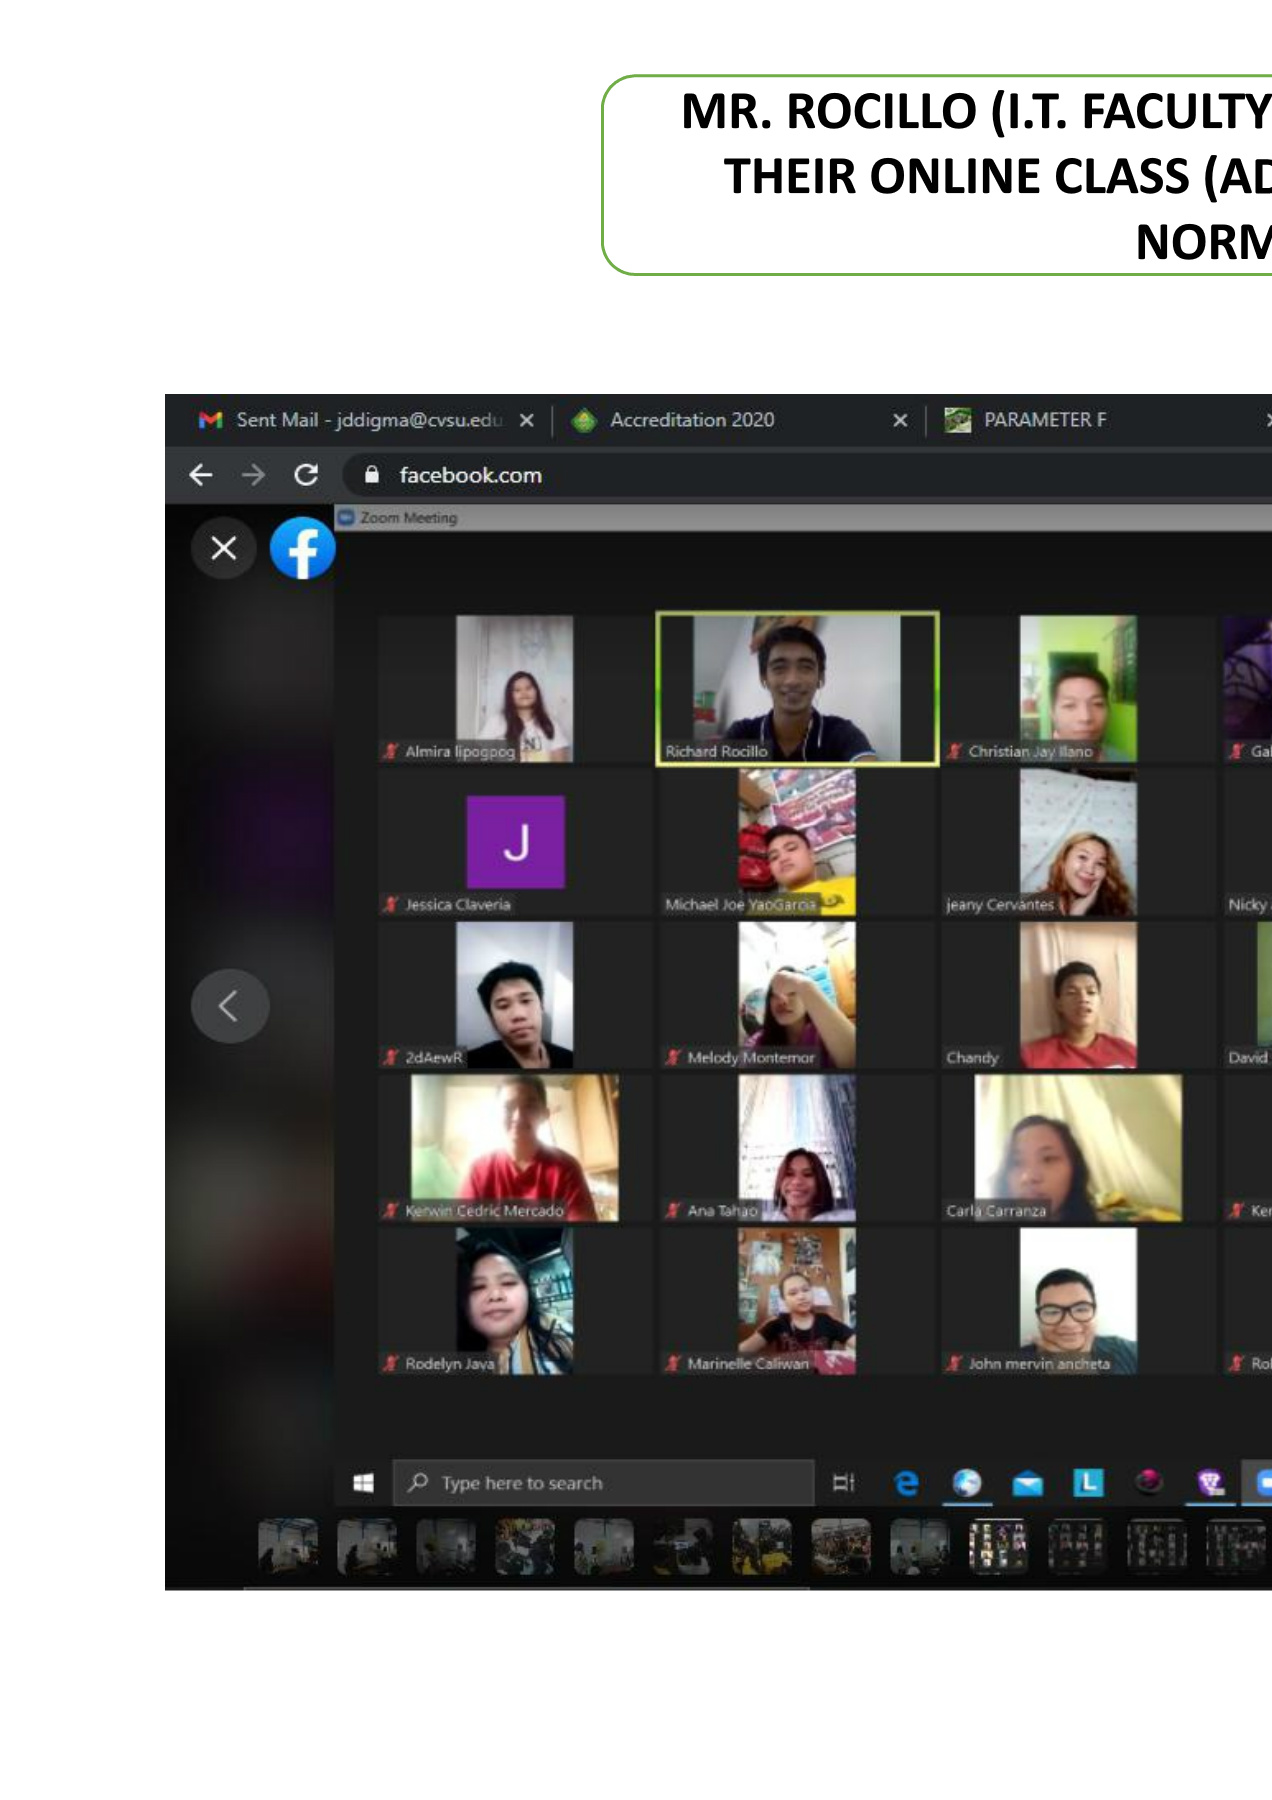 MR. ROCILLO (I.T. FACULTY
THEIR ONLINE CLASS (AD
NORM
Sent Mail - jddigma@cvsu.edu
Accreditation 2020
PARAMETER F
facebook.com
Zoom Meeting
Almira lipogpog
Richard Rocillo
Christian Jay Ilano
Gal
J
Jessica Claveria
Michael Joe YaoGarcia
jeany Cervantes
Nicky
2dAewR
Melody Montemor
Chandy
David
Kerwin Cedric Mercado
Ana Tahao
Carla Carranza
Ker
Rodelyn Java
Marinelle Caliwan
John mervin ancheta
Rol
Type here to search
L